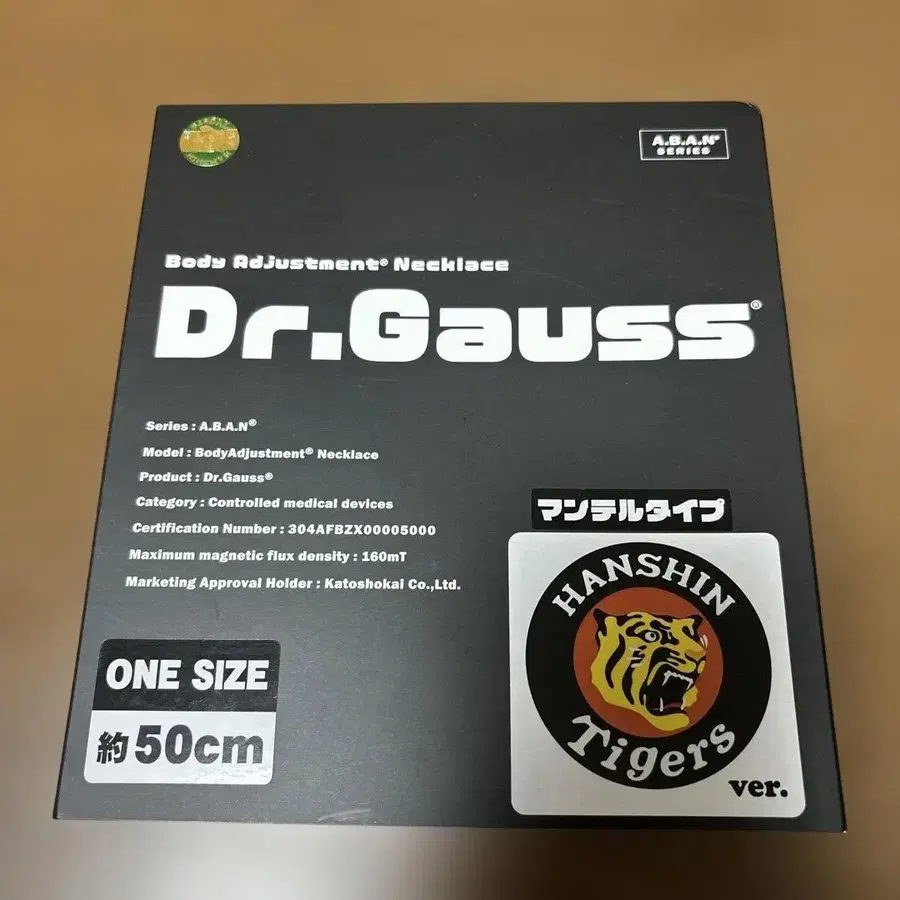 A.B.A.N®
SERIES
Body Adjustment® Necklace
Dr.Gauss®
Series : A.B.A.N®
Model : BodyAdjustment® Necklace
Product : Dr.Gauss®
Category : Controlled medical devices
Certification Number : 304AFBZX00005000
Maximum magnetic flux density : 160mT
Marketing Approval Holder : Katoshokai Co.,Ltd.
ONE SIZE
約50cm
マンテルタイプ
HANSHIN
Tigers
ver.